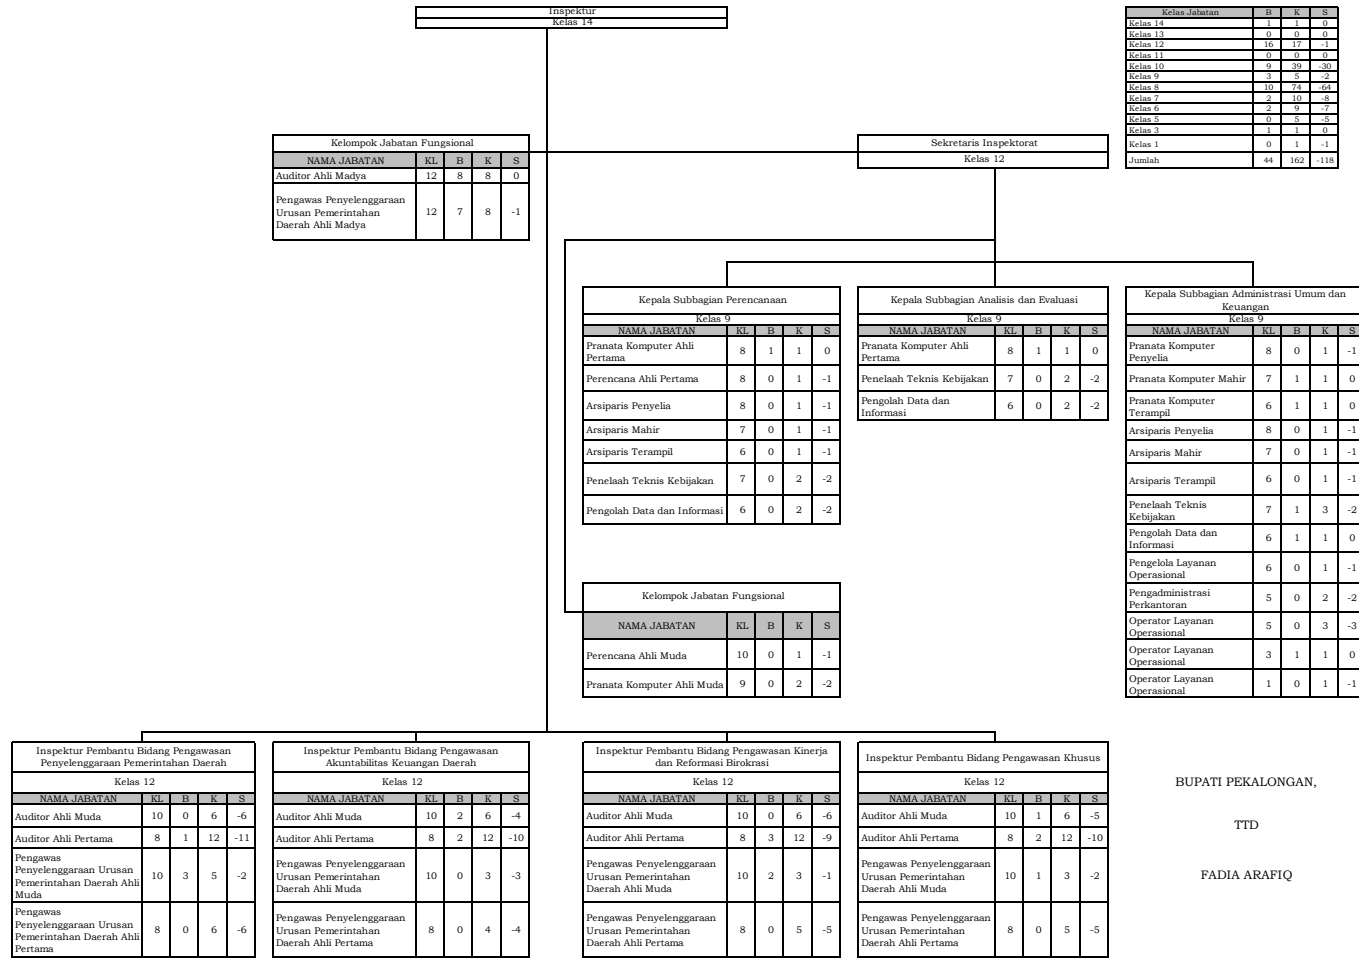 Inspektur
Kelas 14
Kelas Jabatan B K S
Kelas 14 1 1 0
Kelas 13 0 0 0
Kelas 12 16 17 -1
Kelas 11 0 0 0
Kelas 10 9 39 -30
Kelas 9 3 5 -2
Kelas 8 10 74 -64
Kelas 7 2 10 -8
Kelas 6 2 9 -7
Kelas 5 0 5 -5
Kelas 3 1 1 0
Kelas 1 0 1 -1
Jumlah 44 162 -118
Kelompok Jabatan Fungsional
NAMA JABATAN KL B K S
Auditor Ahli Madya 12 8 8 0
Pengawas Penyelenggaraan
Urusan Pemerintahan 12 7 8 -1
Daerah Ahli Madya
Sekretaris Inspektorat
Kelas 12
Kepala Subbagian Perencanaan
Kelas 9
NAMA JABATAN KL B K S
Pranata Komputer Ahli
Pertama 8 1 1 0
Perencana Ahli Pertama 8 0 1 -1
Arsiparis Penyelia 8 0 1 -1
Arsiparis Mahir 7 0 1 -1
Arsiparis Terampil 6 0 1 -1
Penelaah Teknis Kebijakan 7 0 2 -2
Pengolah Data dan Informasi 6 0 2 -2
Kepala Subbagian Analisis dan Evaluasi
Kelas 9
NAMA JABATAN KL B K S
Pranata Komputer Ahli
Pertama 8 1 1 0
Penelaah Teknis Kebijakan 7 0 2 -2
Pengolah Data dan
Informasi 6 0 2 -2
Kepala Subbagian Administrasi Umum dan
Keuangan
Kelas 9
NAMA JABATAN KL B K S
Pranata Komputer
Penyelia 8 0 1 -1
Pranata Komputer Mahir 7 1 1 0
Pranata Komputer
Terampil 6 1 1 0
Arsiparis Penyelia 8 0 1 -1
Arsiparis Mahir 7 0 1 -1
Arsiparis Terampil 6 0 1 -1
Penelaah Teknis
Kebijakan 7 1 3 -2
Pengolah Data dan
Informasi 6 1 1 0
Pengelola Layanan
Operasional 6 0 1 -1
Pengadministrasi
Perkantoran 5 0 2 -2
Operator Layanan
Operasional 5 0 3 -3
Operator Layanan
Operasional 3 1 1 0
Operator Layanan
Operasional 1 0 1 -1
Kelompok Jabatan Fungsional
NAMA JABATAN KL B K S
Perencana Ahli Muda 10 0 1 -1
Pranata Komputer Ahli Muda 9 0 2 -2
Inspektur Pembantu Bidang Pengawasan
Penyelenggaraan Pemerintahan Daerah
Kelas 12
NAMA JABATAN KL B K S
Auditor Ahli Muda 10 0 6 -6
Auditor Ahli Pertama 8 1 12 -11
Pengawas
Penyelenggaraan Urusan
Pemerintahan Daerah Ahli 10 3 5 -2
Muda
Pengawas
Penyelenggaraan Urusan
Pemerintahan Daerah Ahli 8 0 6 -6
Pertama
Inspektur Pembantu Bidang Pengawasan
Akuntabilitas Keuangan Daerah
Kelas 12
NAMA JABATAN KL B K S
Auditor Ahli Muda 10 2 6 -4
Auditor Ahli Pertama 8 2 12 -10
Pengawas Penyelenggaraan
Urusan Pemerintahan 10 0 3 -3
Daerah Ahli Muda
Pengawas Penyelenggaraan
Urusan Pemerintahan 8 0 4 -4
Daerah Ahli Pertama
Inspektur Pembantu Bidang Pengawasan Kinerja
dan Reformasi Birokrasi
Kelas 12
NAMA JABATAN KL B K S
Auditor Ahli Muda 10 0 6 -6
Auditor Ahli Pertama 8 3 12 -9
Pengawas Penyelenggaraan
Urusan Pemerintahan 10 2 3 -1
Daerah Ahli Muda
Pengawas Penyelenggaraan
Urusan Pemerintahan 8 0 5 -5
Daerah Ahli Pertama
Inspektur Pembantu Bidang Pengawasan Khusus
Kelas 12
NAMA JABATAN KL B K S
Auditor Ahli Muda 10 1 6 -5
Auditor Ahli Pertama 8 2 12 -10
Pengawas Penyelenggaraan
Urusan Pemerintahan 10 1 3 -2
Daerah Ahli Muda
Pengawas Penyelenggaraan
Urusan Pemerintahan 8 0 5 -5
Daerah Ahli Pertama
BUPATI PEKALONGAN,
TTD
FADIA ARAFIQ